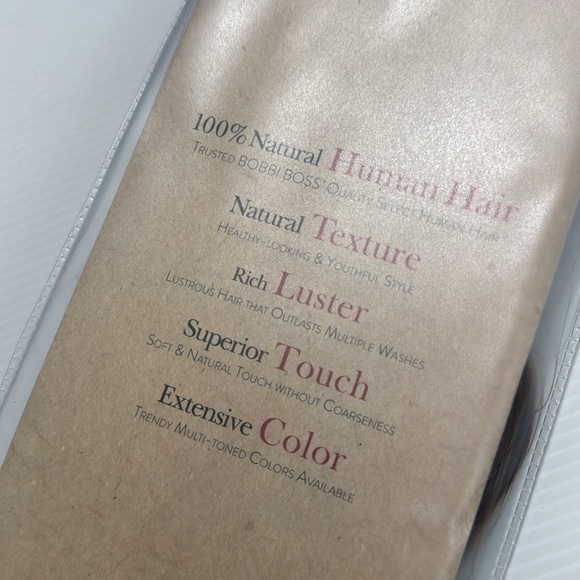 100% Natural Human Hair
TRUSTED BOBBI BOSS® QUALITY SELECT HUMAN HAIR
Natural Texture
HEALTHY-LOOKING & YOUTHFUL STYLE
Rich Luster
LUSTROUS HAIR THAT OUTLASTS MULTIPLE WASHES
Superior Touch
SOFT & NATURAL TOUCH WITHOUT COARSENESS
Extensive Color
TRENDY MULTI-TONED COLORS AVAILABLE